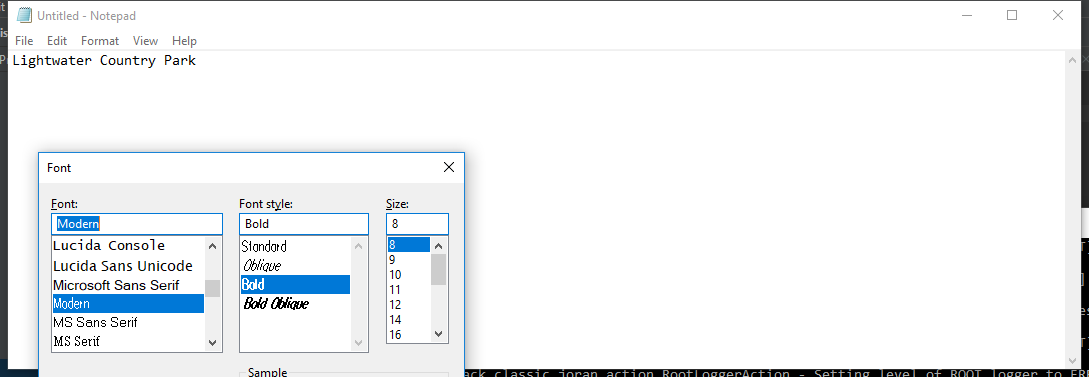 Untitled - Notepad
File Edit Format View Help
Lightwater Country Park
Font
Font: Font style: Size:
Modern Bold 8
Lucida Console Standard 8
Lucida Sans Unicode Oblique 9
Microsoft Sans Serif Bold 10
Modern Bold Oblique 11
MS Sans Serif 12
MS Serif 14
16
Sample
ack classic joran action RootLoggerAction - Setting level of ROOT logger to